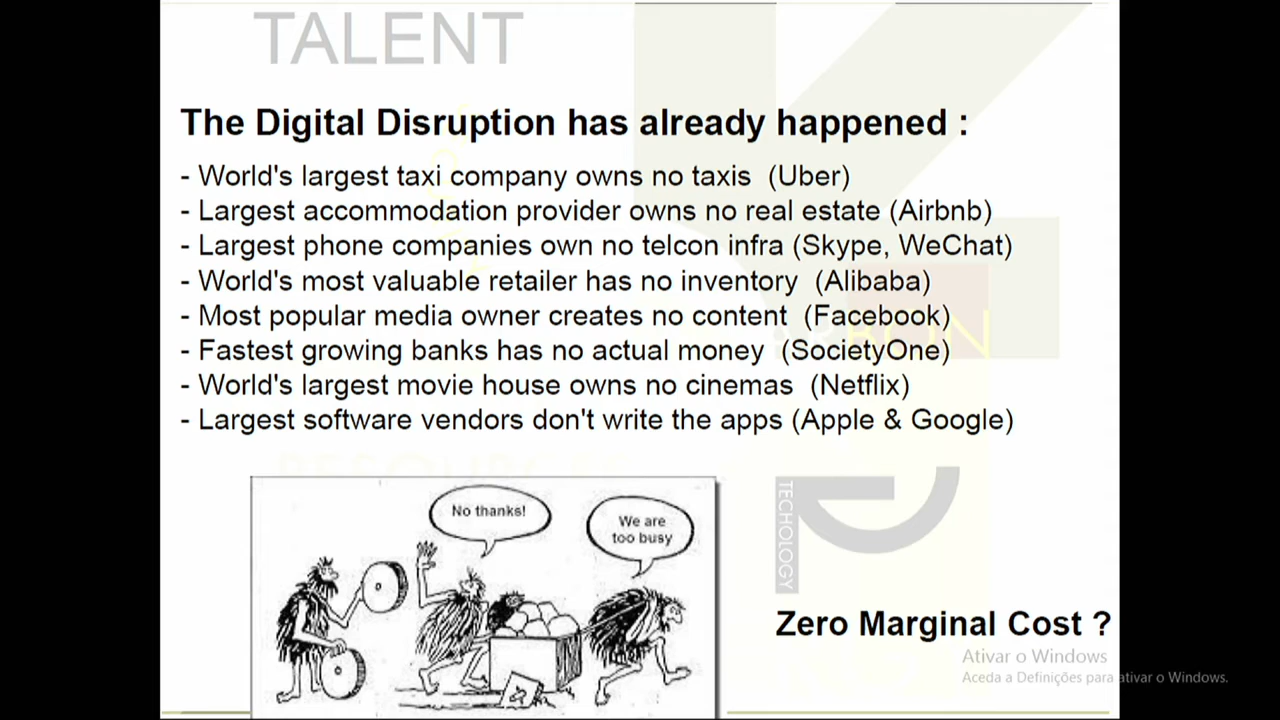 TALENT
The Digital Disruption has already happened :
- World's largest taxi company owns no taxis (Uber)
- Largest accommodation provider owns no real estate (Airbnb)
- Largest phone companies own no telcon infra (Skype, WeChat)
- World's most valuable retailer has no inventory (Alibaba)
- Most popular media owner creates no content (Facebook)
- Fastest growing banks has no actual money (SocietyOne)
- World's largest movie house owns no cinemas (Netflix)
- Largest software vendors don't write the apps (Apple & Google)
No thanks!
We are
too busy
TECHOLOGY
Zero Marginal Cost ?
Ativar o Windows
Aceda a Definições para ativar o Windows.